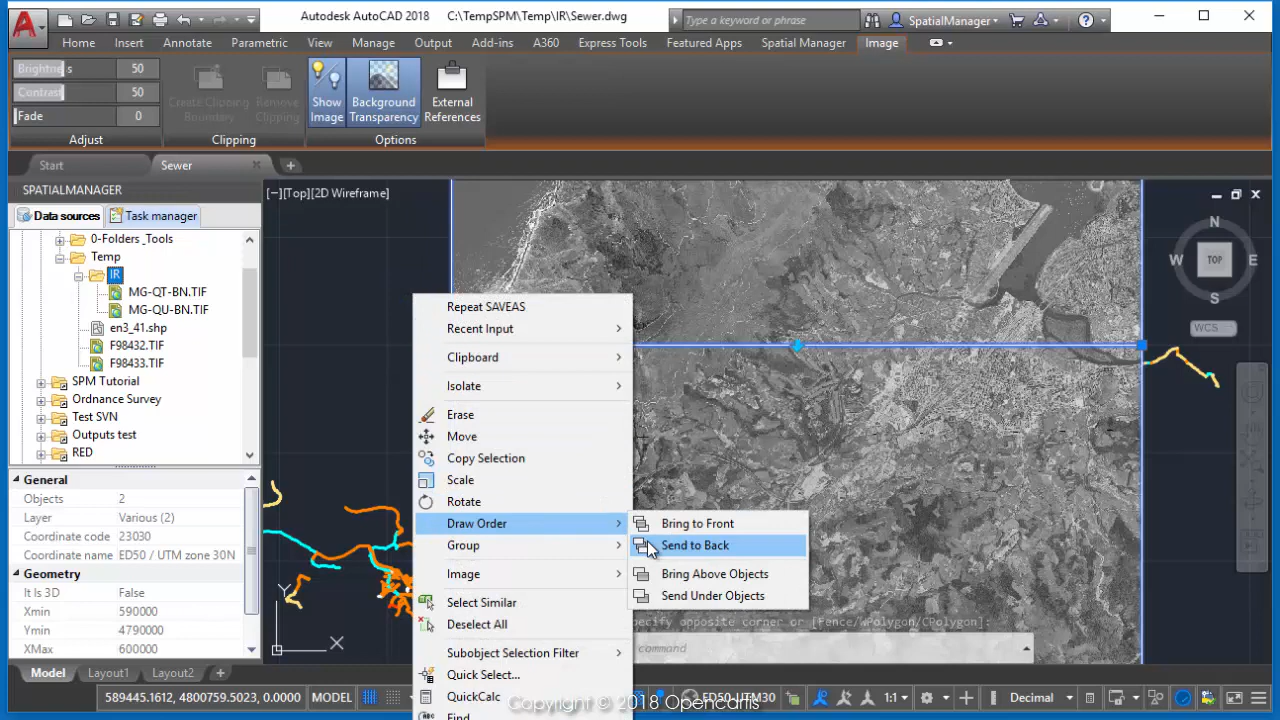 Autodesk AutoCAD 2018 C:\TempSPM\Temp\IR\Sewer.dwg
Type a keyword or phrase
SpatialManager
Home Insert Annotate Parametric View Manage Output Add-ins A360 Express Tools Featured Apps Spatial Manager Image
Brightness 50
Contrast 50
Fade 0
Create Clipping Boundary
Remove Clipping
Show Image
Background Transparency
External References
Adjust Clipping Options
Start Sewer
SPATIALMANAGER
Data sources Task manager
0-Folders _Tools
Temp
IR
MG-QT-BN.TIF
MG-QU-BN.TIF
en3_41.shp
F98432.TIF
F98433.TIF
SPM Tutorial
Ordnance Survey
Test SVN
Outputs test
RED
General
Objects 2
Layer Various (2)
Coordinate code 23030
Coordinate name ED50 / UTM zone 30N
Geometry
It Is 3D False
Xmin 590000
Ymin 4790000
XMax 600000
[−][Top][2D Wireframe]
N
W TOP E
S
WCS
Y
X
Repeat SAVEAS
Recent Input
Clipboard
Isolate
Erase
Move
Copy Selection
Scale
Rotate
Draw Order
Group
Image
Select Similar
Deselect All
Subobject Selection Filter
Quick Select...
QuickCalc
Find
Bring to Front
Send to Back
Bring Above Objects
Send Under Objects
specify opposite corner or [Fence/WPolygon/CPolygon]:
command
Model Layout1 Layout2
589445.1612, 4800759.5023, 0.0000 MODEL ED50-UTM30 1:1 Decimal
Copyright © 2018 Opencartis